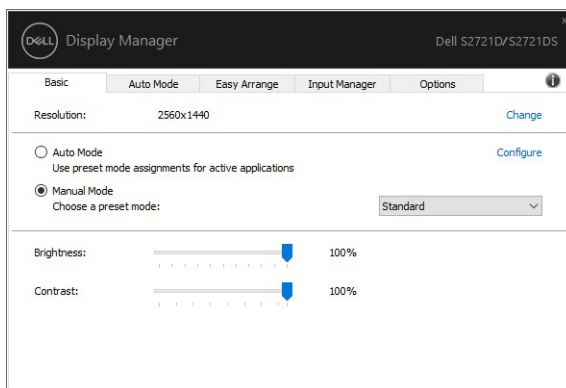 DELL Display Manager Dell S2721D/S2721DS
Basic Auto Mode Easy Arrange Input Manager Options i
Resolution: 2560x1440 Change
Auto Mode Configure
Use preset mode assignments for active applications
Manual Mode
Choose a preset mode: Standard
Brightness: 100%
Contrast: 100%